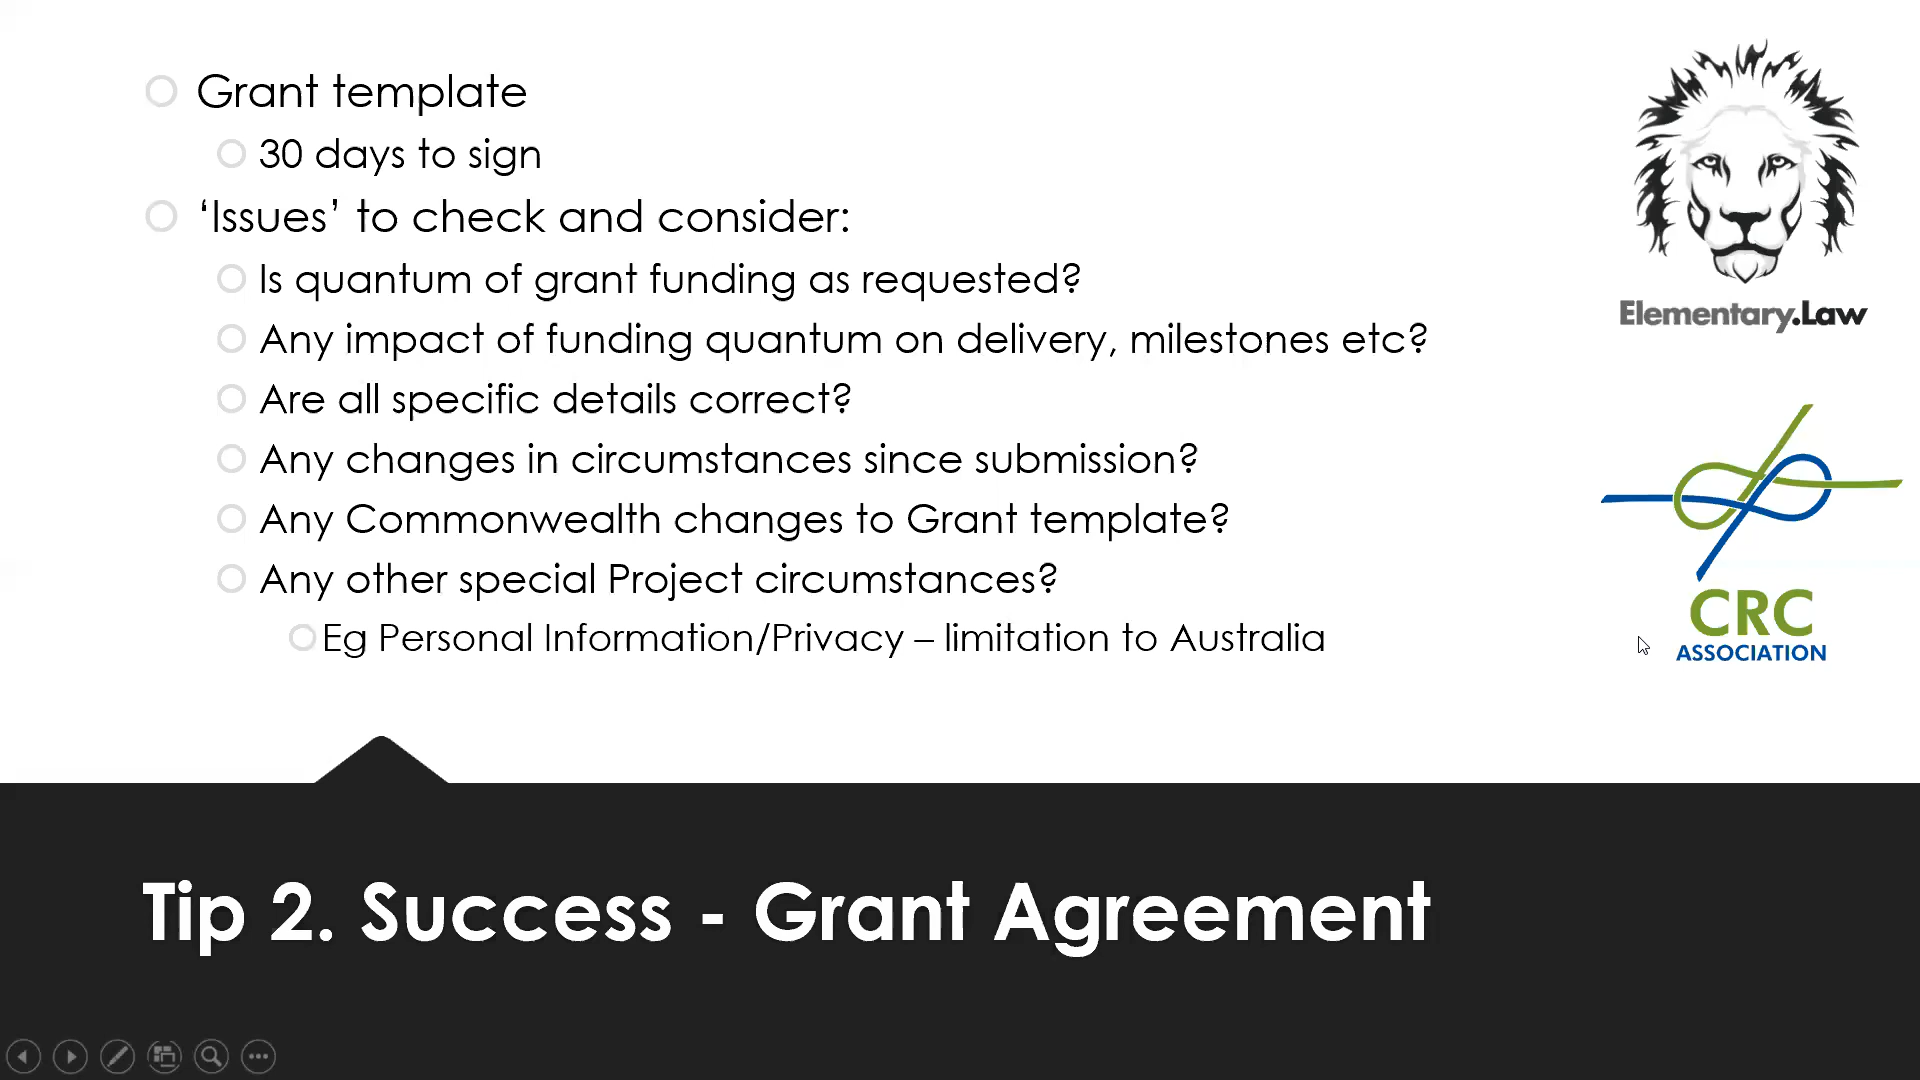 Grant template
30 days to sign
‘Issues’ to check and consider:
Is quantum of grant funding as requested?
Any impact of funding quantum on delivery, milestones etc?
Are all specific details correct?
Any changes in circumstances since submission?
Any Commonwealth changes to Grant template?
Any other special Project circumstances?
Eg Personal Information/Privacy – limitation to Australia
Elementary.Law
CRC
ASSOCIATION
Tip 2. Success - Grant Agreement